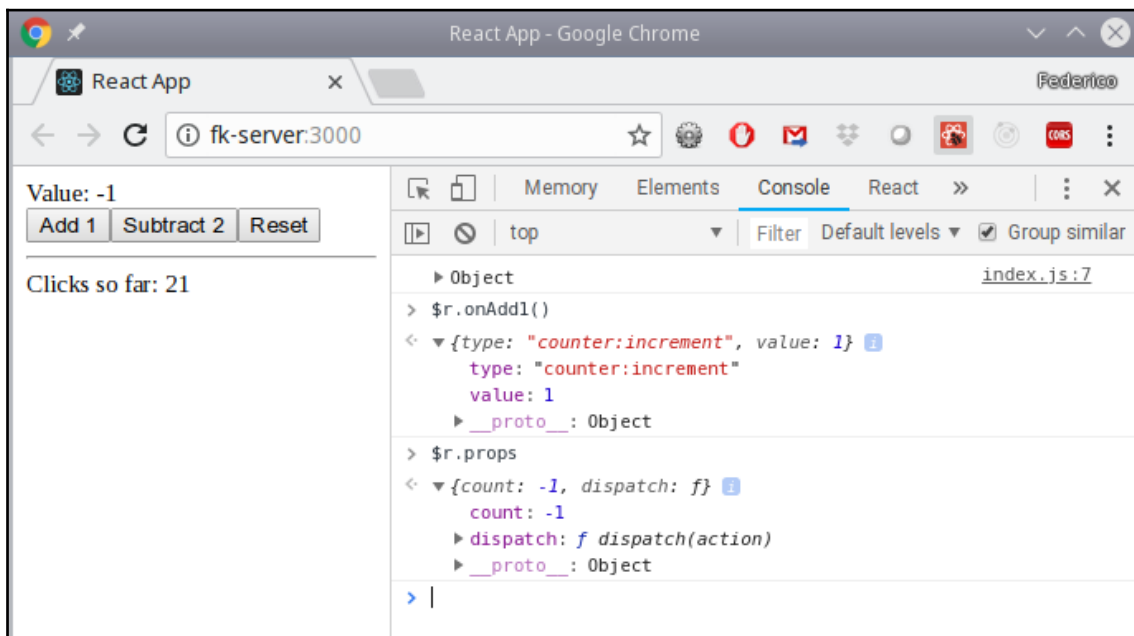 React App - Google Chrome
React App
Federico
fk-server:3000
CORS
Value: -1
Add 1 Subtract 2 Reset
Clicks so far: 21
Memory Elements Console React »
top Filter Default levels Group similar
Object index.js:7
> $r.onAdd1()
{type: "counter:increment", value: 1}
type: "counter:increment"
value: 1
__proto__: Object
> $r.props
{count: -1, dispatch: ƒ}
count: -1
dispatch: ƒ dispatch(action)
__proto__: Object
>